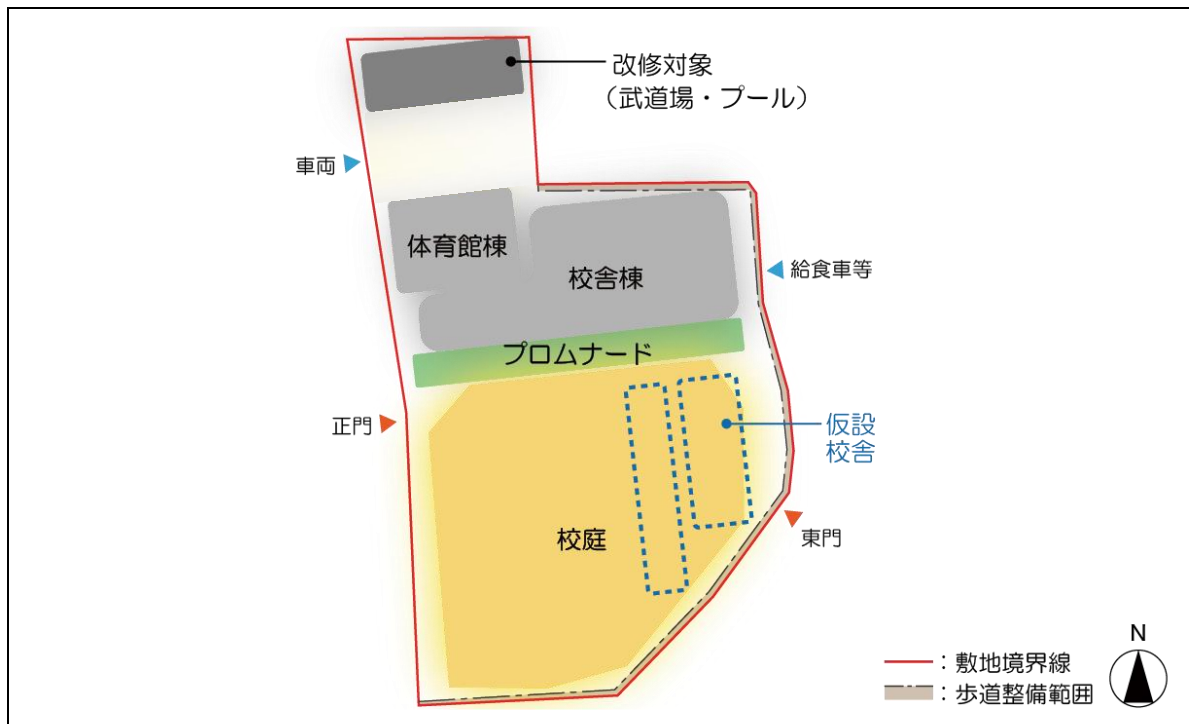 改修対象
（武道場・プール）
車両
体育館棟
校舎棟
給食車等
プロムナード
正門
仮設
校舎
校庭
東門
N
：敷地境界線
：歩道整備範囲